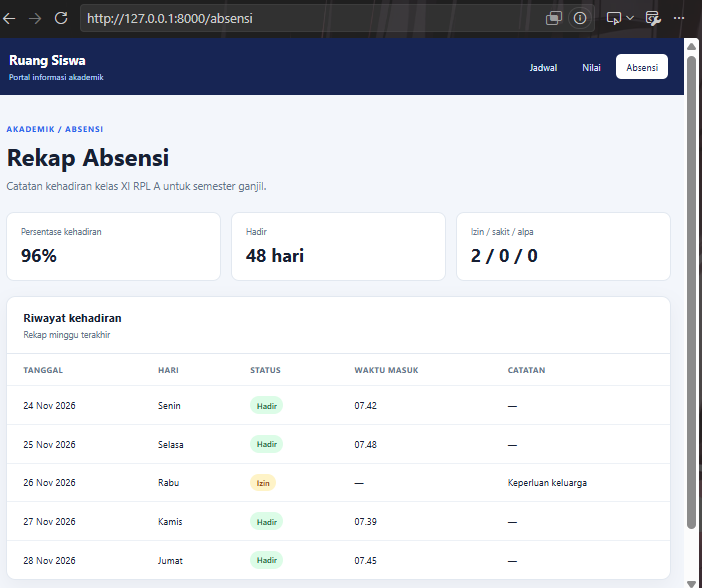 http://127.0.0.1:8000/absensi
Ruang Siswa
Portal informasi akademik
Jadwal
Nilai
Absensi
AKADEMIK / ABSENSI
Rekap Absensi
Catatan kehadiran kelas XI RPL A untuk semester ganjil.
Persentase kehadiran
96%
Hadir
48 hari
Izin / sakit / alpa
2 / 0 / 0
Riwayat kehadiran
Rekap minggu terakhir
TANGGAL HARI STATUS WAKTU MASUK CATATAN
24 Nov 2026 Senin Hadir 07.42 —
25 Nov 2026 Selasa Hadir 07.48 —
26 Nov 2026 Rabu Izin — Keperluan keluarga
27 Nov 2026 Kamis Hadir 07.39 —
28 Nov 2026 Jumat Hadir 07.45 —